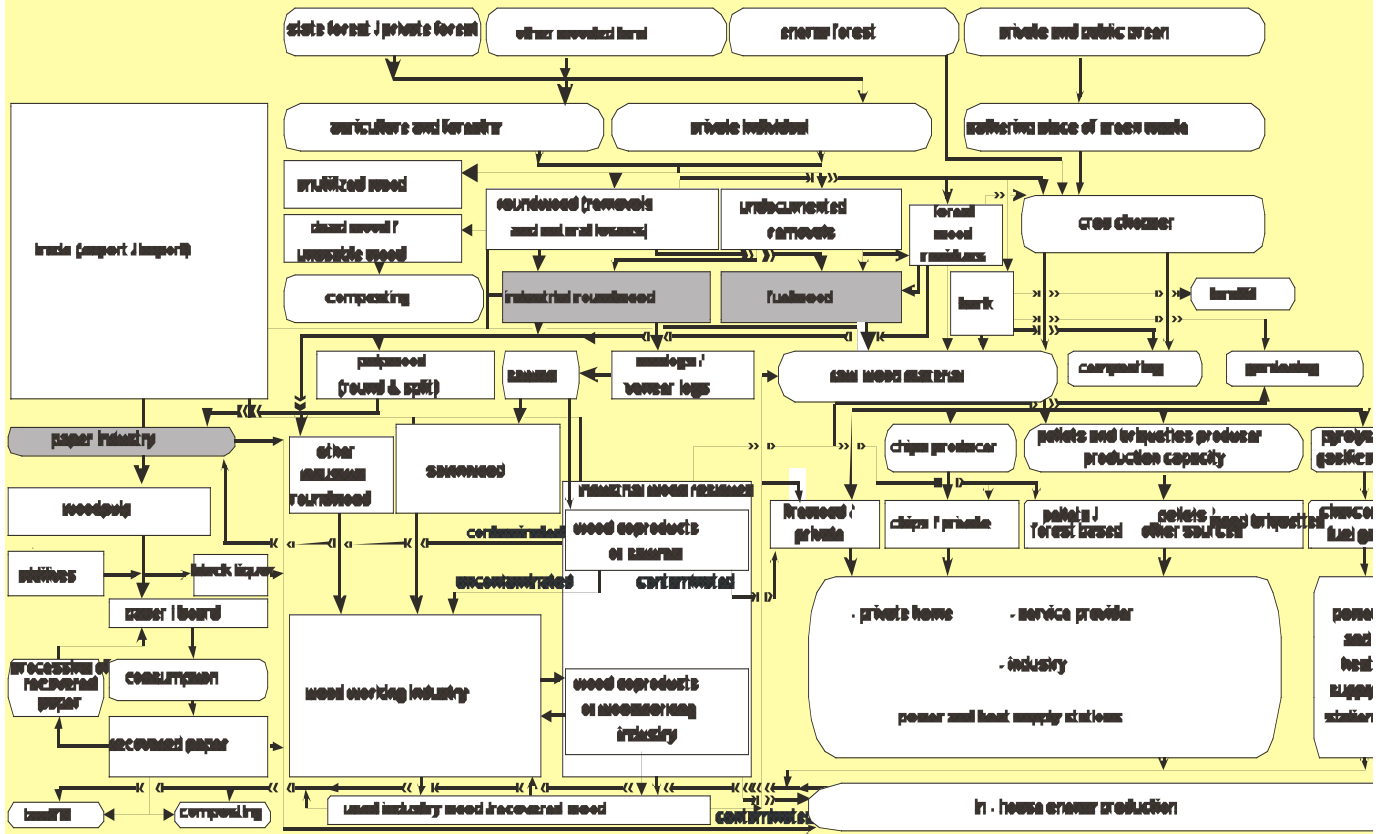 state forest / private forest
other wooded land
energy forest
private and public green
agriculture and forestry
private individual
gathering place of green waste
unutilized wood
roundwood (removals
and natural losses)
undocumented
removals
forest
wood
residues
dead wood /
unusable wood
trade (export / import)
composting
industrial roundwood
fuelwood
bark
landfill
pulpwood
(round & split)
veneer logs
raw wood material
composting
gardening
paper industry
other
industrial
roundwood
chips producer
pellets and briquettes producer
production capacity
industrial wood residues
woodpulp
firewood /
private
chips / private
pellets /
forest based
pellets /
other sources
wood briquettes
contaminated
wood coproducts
of sawmill
black liquor
uncontaminated
contaminated
paper / board
- private home
- service provider
power
and
heat
supply
processing of
recovered
paper
consumption
- industry
wood working industry
wood coproducts
of woodworking
industry
power and heat supply stations
recovered paper
landfill
composting
used industry wood / recovered wood
contaminated
in - house energy production